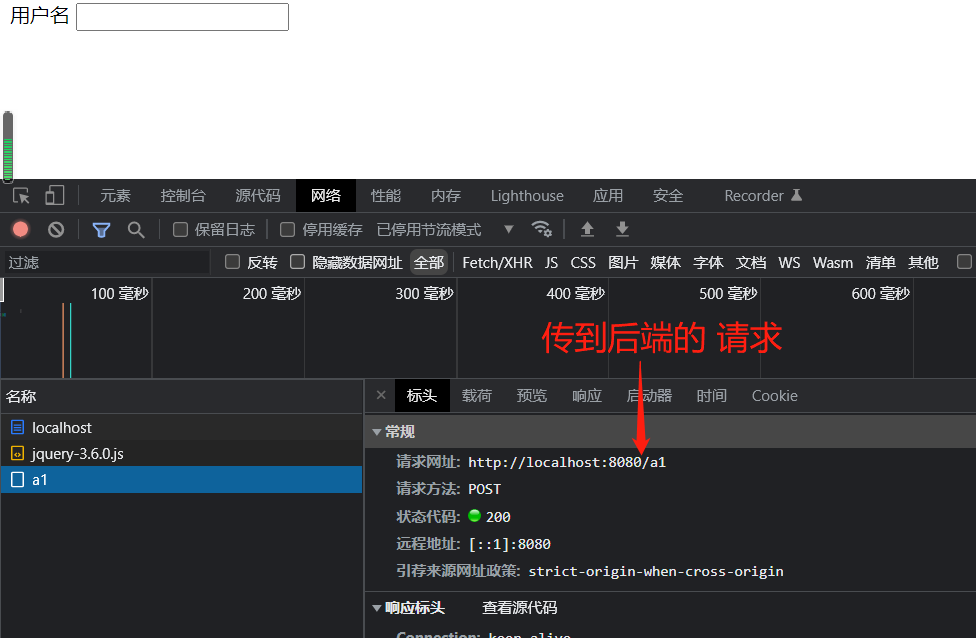 用户名
元素 控制台 源代码 网络 性能 内存 Lighthouse 应用 安全 Recorder
保留日志 停用缓存 已停用节流模式
过滤 反转 隐藏数据网址 全部 Fetch/XHR JS CSS 图片 媒体 字体 文档 WS Wasm 清单 其他
100 毫秒 200 毫秒 300 毫秒 400 毫秒 500 毫秒 600 毫秒
传到后端的 请求
名称
localhost
jquery-3.6.0.js
a1
× 标头 载荷 预览 响应 启动器 时间 Cookie
常规
请求网址: http://localhost:8080/a1
请求方法: POST
状态代码: 200
远程地址: [::1]:8080
引荐来源网址政策: strict-origin-when-cross-origin
响应标头 查看源代码
Connection: keep-alive